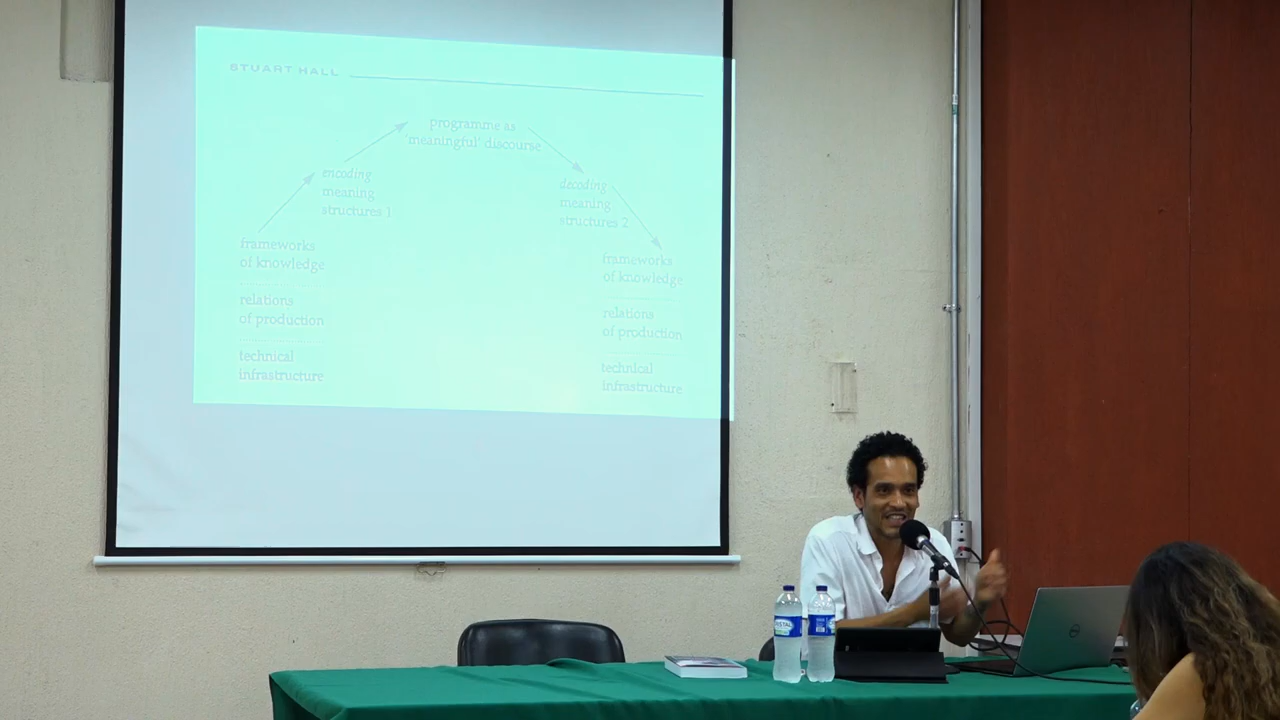 STUART HALL
programme as
'meaningful' discourse
encoding
meaning
structures 1
decoding
meaning
structures 2
frameworks
of knowledge
relations
of production
technical
infrastructure
frameworks
of knowledge
relations
of production
technical
infrastructure
DELL